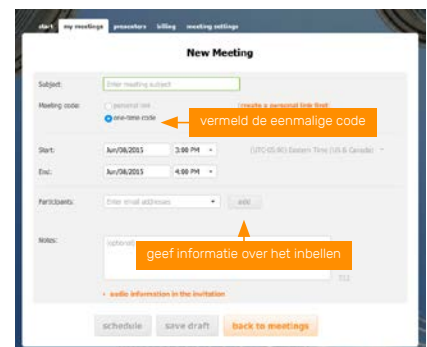 start my meetings presenters billing meeting settings
New Meeting
Subject: Enter meeting subject
Meeting code: personal link (create a personal link first)
one-time code
vermeld de eenmalige code
Start: Jun/08/2015 3:00 PM (UTC-05:00) Eastern Time (US & Canada)
End: Jun/08/2015 4:00 PM
Participants: Enter email addresses add
Notes: (optional)
geef informatie over het inbellen
audio information in the invitation
schedule save draft back to meetings